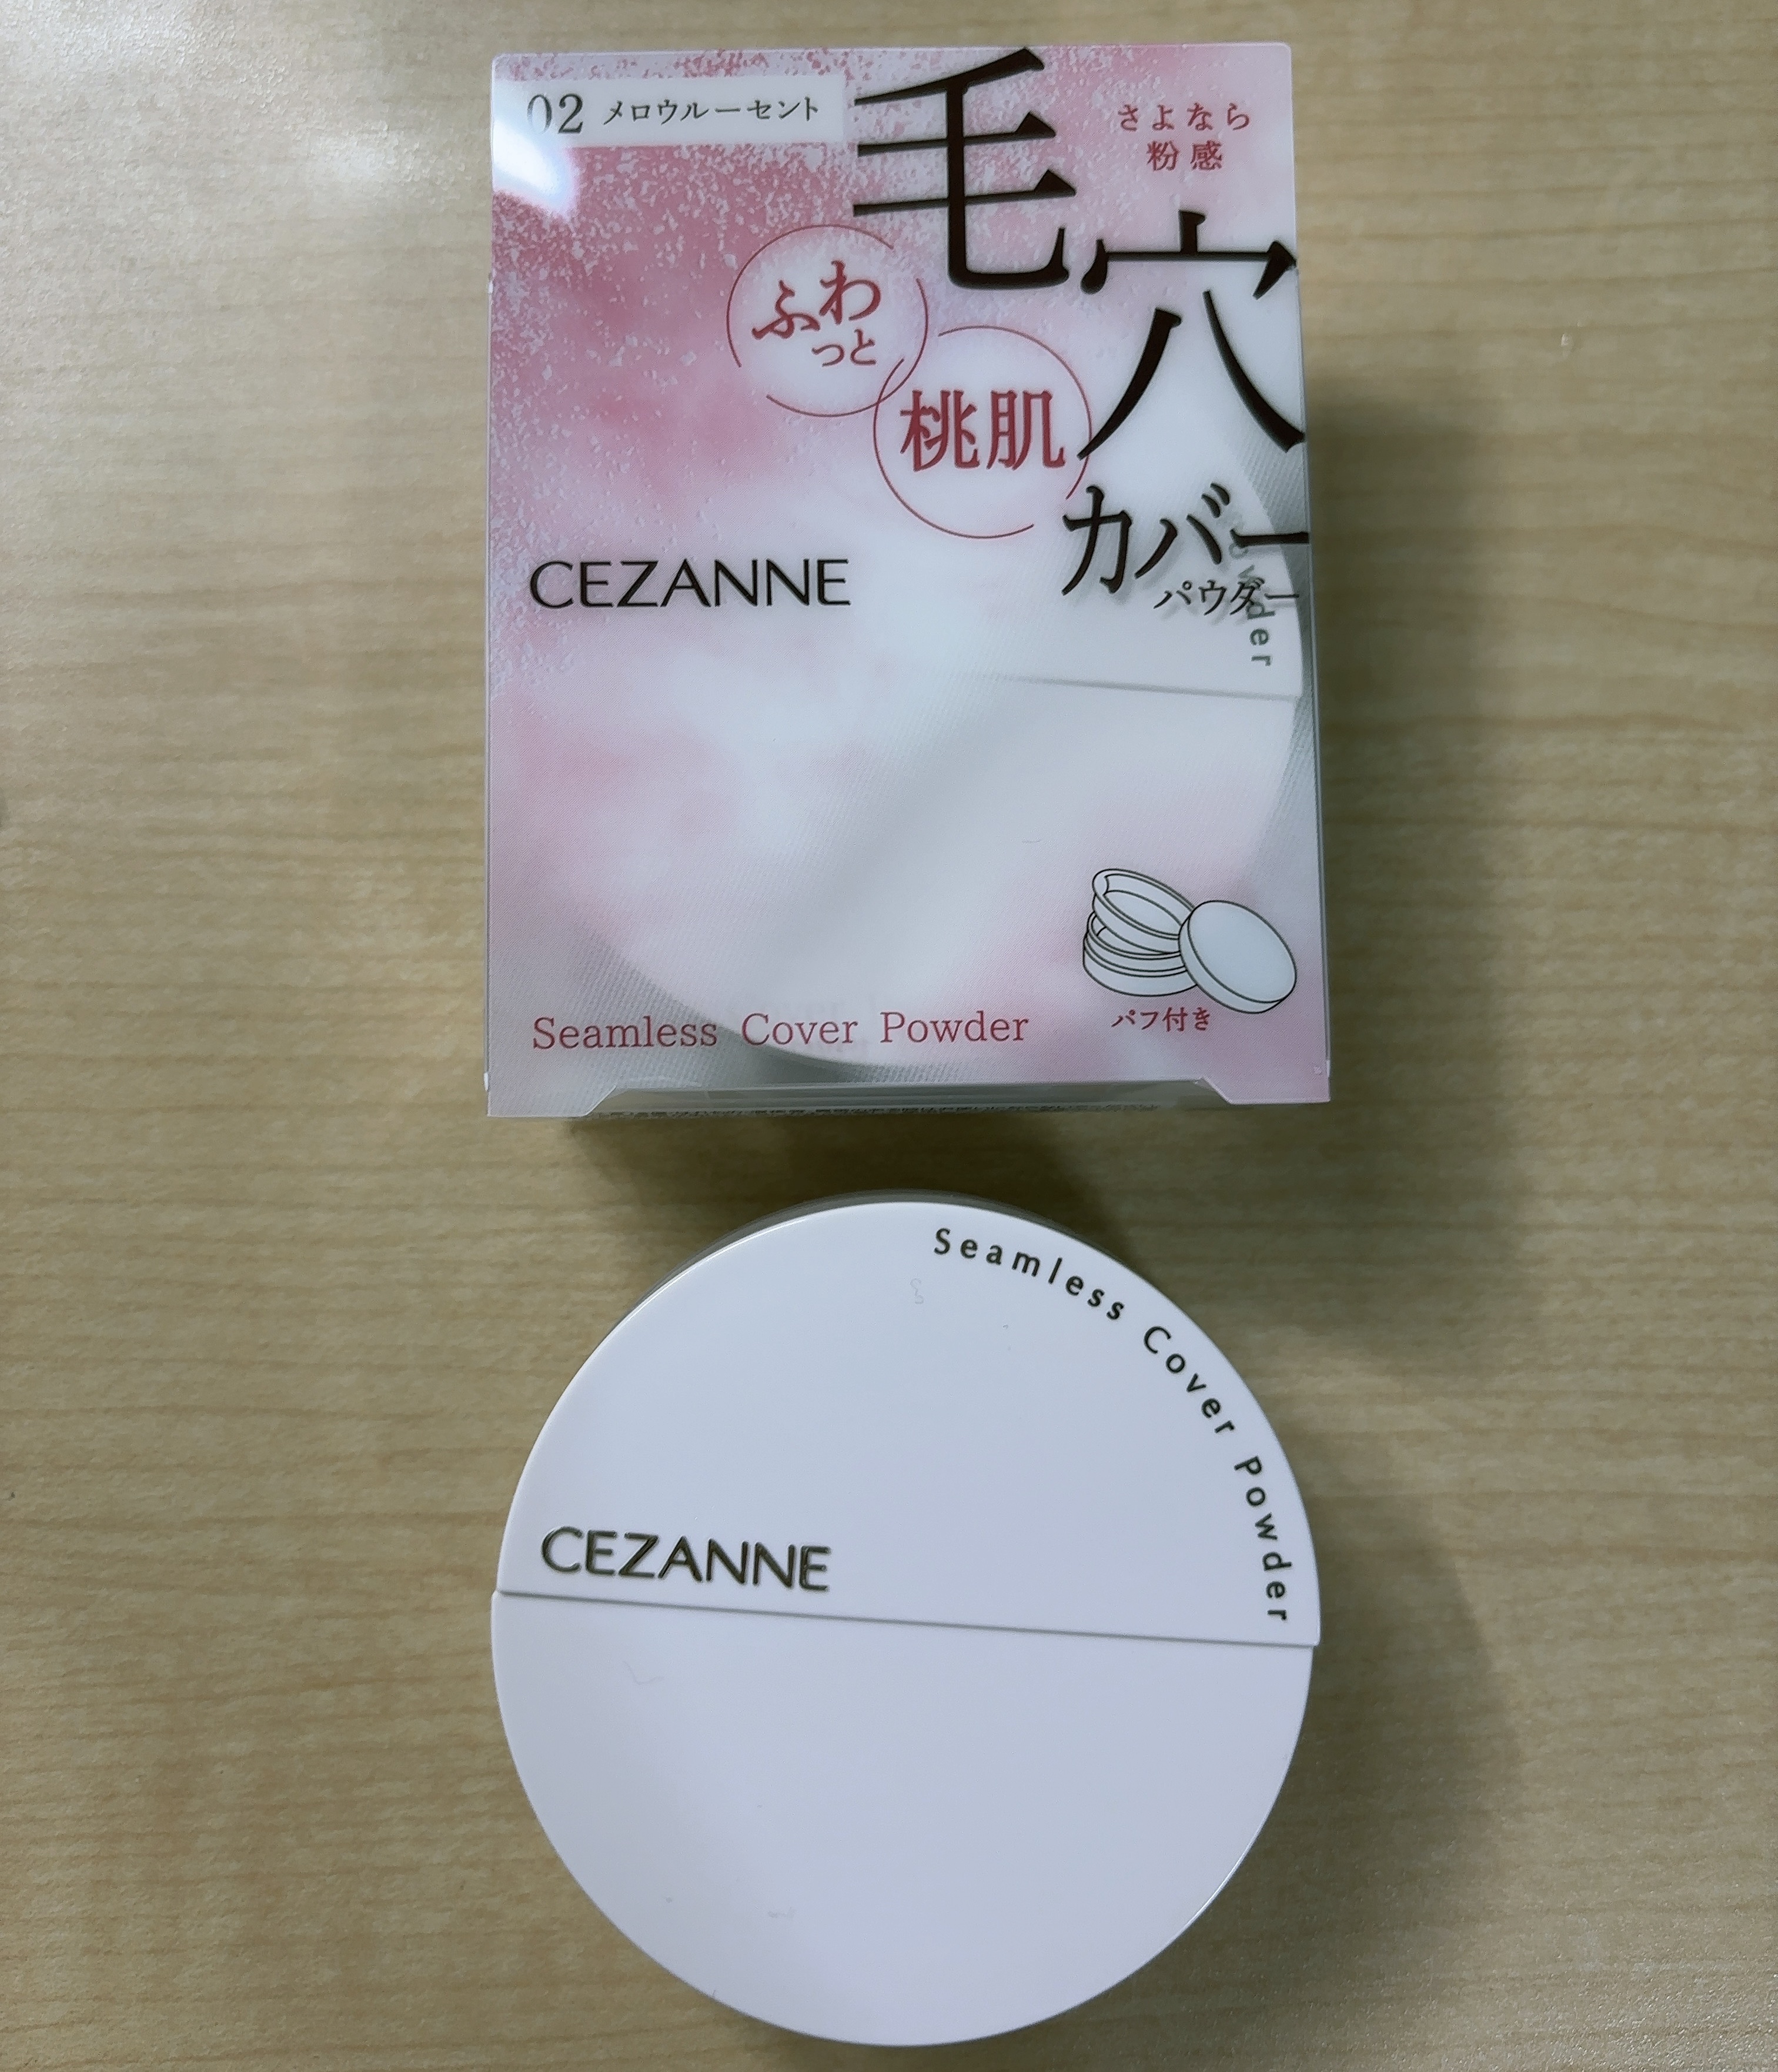 02 メロウルーセント
さよなら
粉感
毛穴
カバー
パウダー
ふわ
っと
桃肌
CEZANNE
der
パフ付き
Seamless Cover Powder
Seamless Cover Powder
CEZANNE